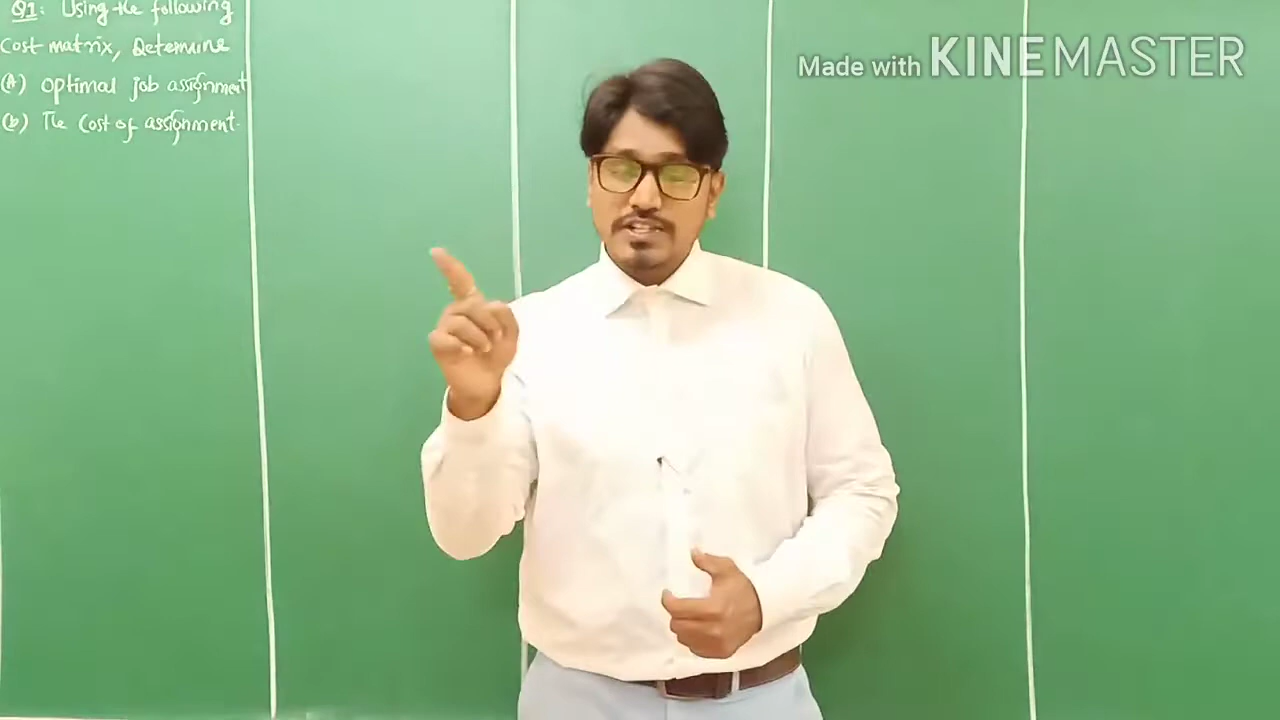 Q1: Using the following
Cost matrix, Determine
(A) Optimal job assignment
(b) The Cost of assignment.
Made with KINEMASTER